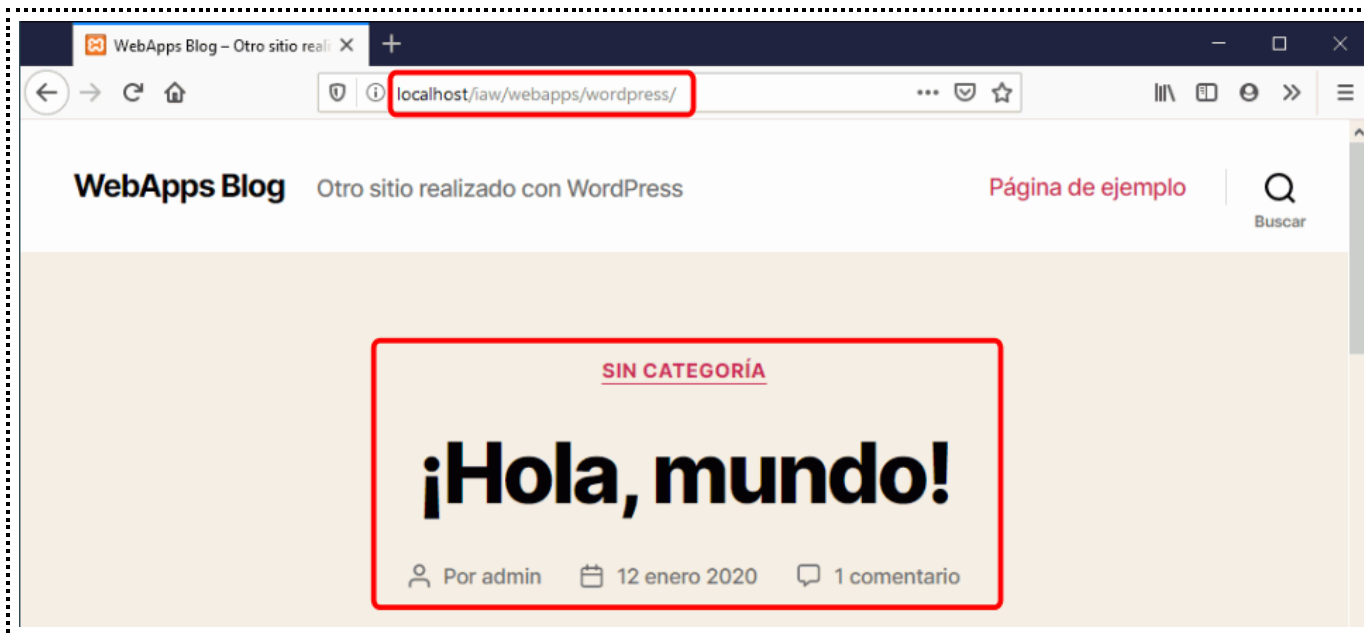 WebApps Blog – Otro sitio reali
localhost/iaw/webapps/wordpress/
WebApps Blog Otro sitio realizado con WordPress Página de ejemplo
Buscar
SIN CATEGORÍA
¡Hola, mundo!
Por admin 12 enero 2020 1 comentario